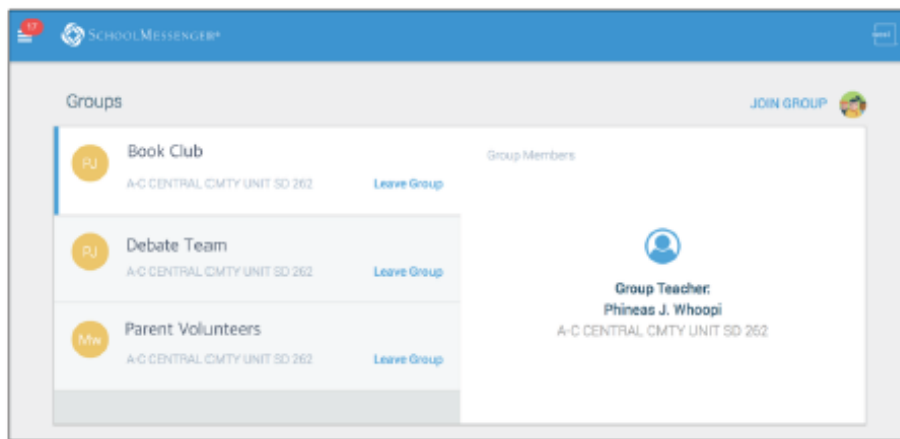 17
SCHOOLMESSENGER®
Groups
JOIN GROUP
PJ
Book Club
A-C CENTRAL CMTY UNIT SD 262
Leave Group
PJ
Debate Team
A-C CENTRAL CMTY UNIT SD 262
Leave Group
Mw
Parent Volunteers
A-C CENTRAL CMTY UNIT SD 262
Leave Group
Group Members
Group Teacher:
Phineas J. Whoopi
A-C CENTRAL CMTY UNIT SD 262